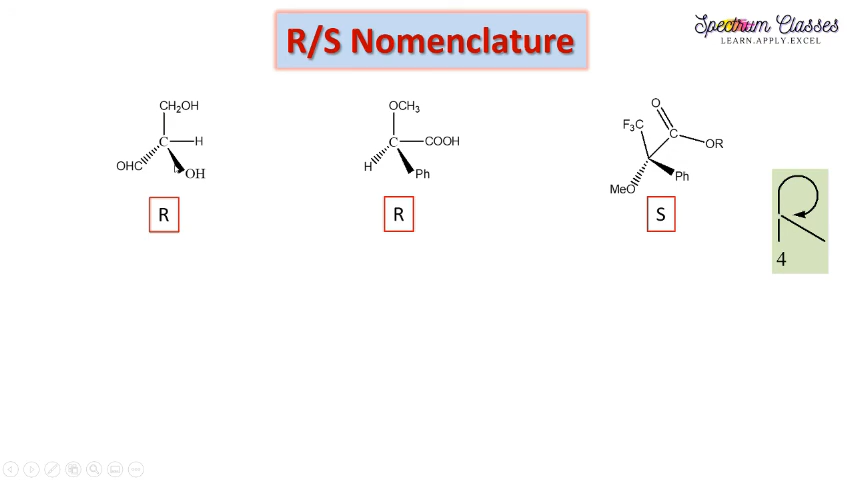 R/S Nomenclature
Spectrum Classes
LEARN.APPLY.EXCEL
CH₂OH
C
H
OHC
OH
R
OCH₃
C
COOH
H
Ph
R
O
F₃C
C
OR
Ph
MeO
S
4